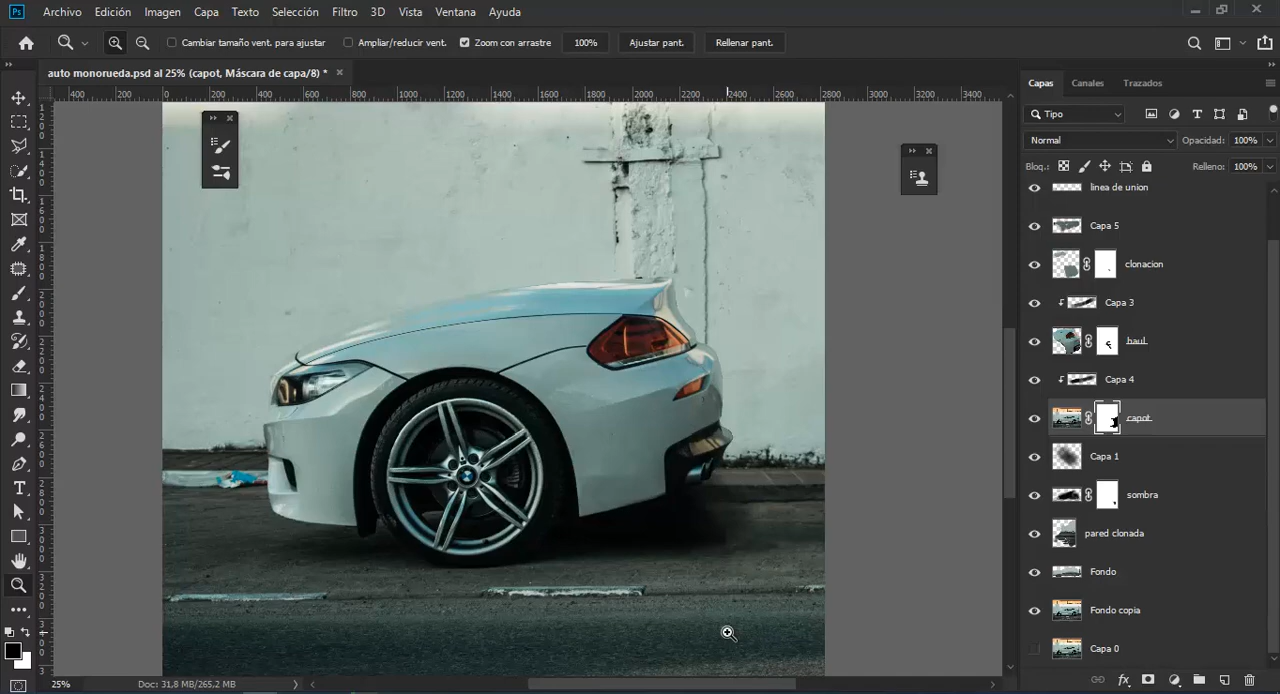 Ps Archivo Edición Imagen Capa Texto Selección Filtro 3D Vista Ventana Ayuda
Cambiar tamaño vent. para ajustar Ampliar/reducir vent. Zoom con arrastre 100% Ajustar pant. Rellenar pant.
auto monorueda.psd al 25% (capot, Máscara de capa/8) *
400 200 0 200 400 600 800 1000 1200 1400 1600 1800 2000 2200 2400 2600 2800 3000 3200 3400
Capas Canales Trazados
Tipo
Normal Opacidad: 100%
Bloq.: Relleno: 100%
linea de union
Capa 5
clonacion
Capa 3
haul
Capa 4
capot
Capa 1
sombra
pared clonada
Fondo
Fondo copia
Capa 0
25% Doc: 31,8 MB/265,2 MB